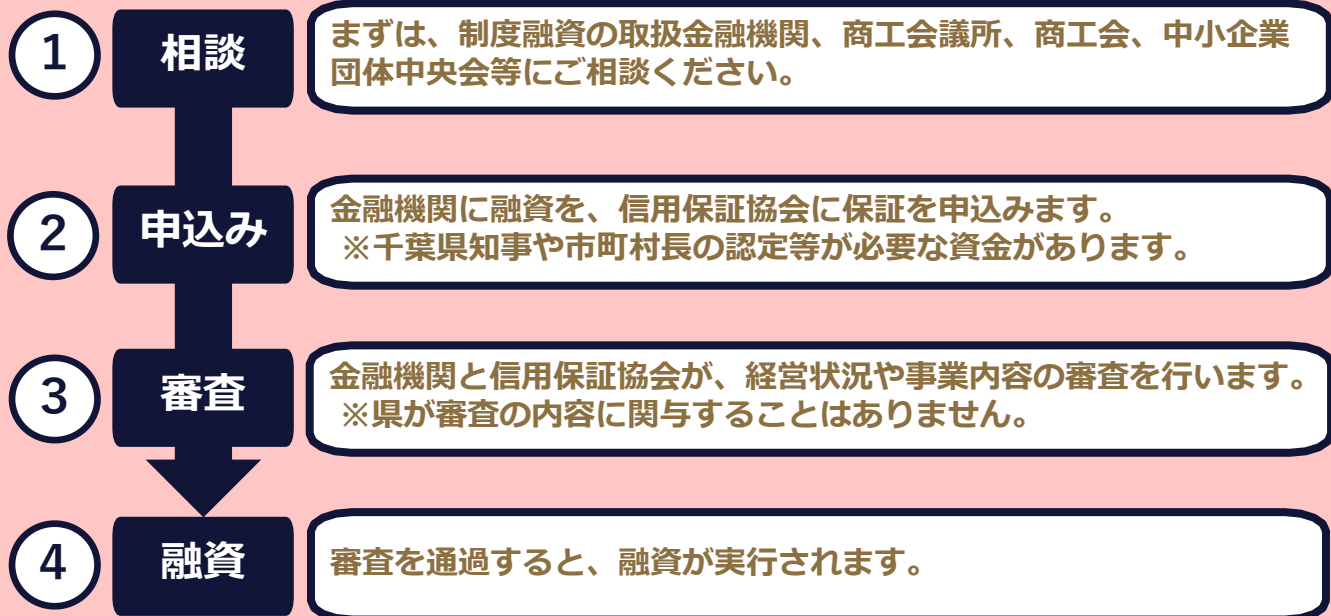 1
相談
まずは、制度融資の取扱金融機関、商工会議所、商工会、中小企業
団体中央会等にご相談ください。
2
申込み
金融機関に融資を、信用保証協会に保証を申込みます。
※千葉県知事や市町村長の認定等が必要な資金があります。
3
審査
金融機関と信用保証協会が、経営状況や事業内容の審査を行います。
※県が審査の内容に関与することはありません。
4
融資
審査を通過すると、融資が実行されます。